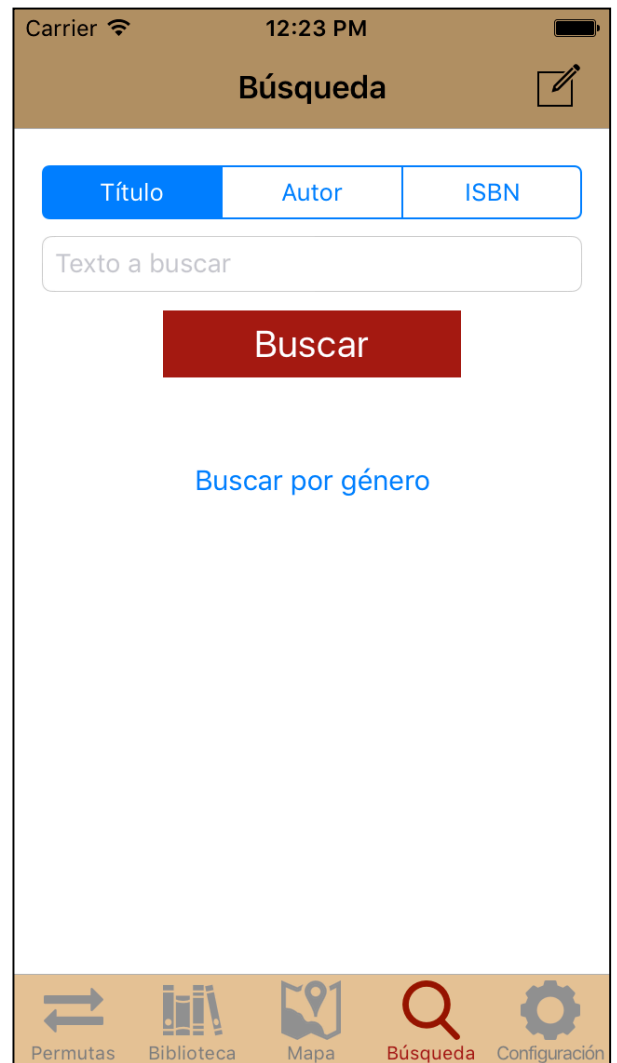 Carrier 12:23 PM
Búsqueda
Título Autor ISBN
Texto a buscar
Buscar
Buscar por género
Permutas Biblioteca Mapa Búsqueda Configuración